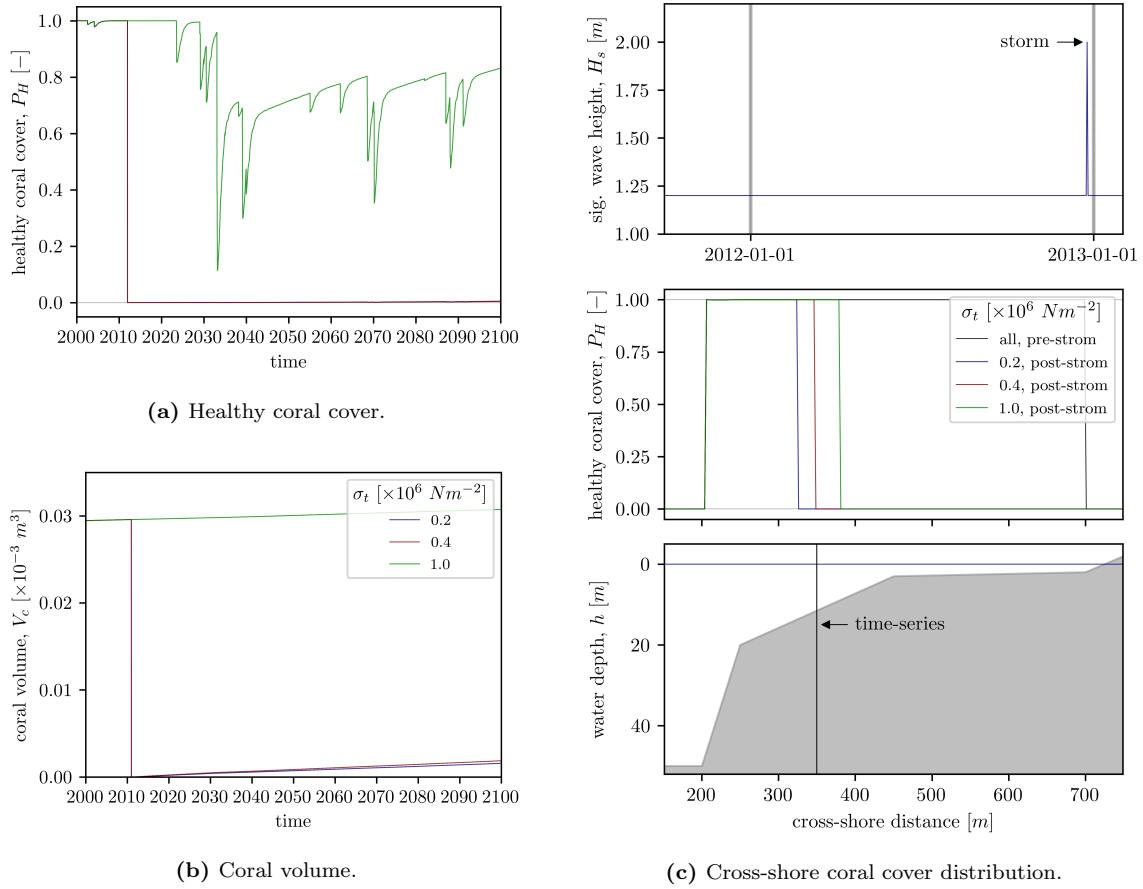 healthy coral cover, P_H [−]
1.0
0.8
0.6
0.4
0.2
0.0
2000 2010 2020 2030 2040 2050 2060 2070 2080 2090 2100
time
(a) Healthy coral cover.
coral volume, V_c [×10⁻³ m³]
0.03
0.02
0.01
0.00
σ_t [×10⁶ Nm⁻²]
0.2
0.4
1.0
2000 2010 2020 2030 2040 2050 2060 2070 2080 2090 2100
time
(b) Coral volume.
sig. wave height, H_s [m]
2.00
1.75
1.50
1.25
1.00
storm
2012-01-01 2013-01-01
healthy coral cover, P_H [−]
1.00
0.75
0.50
0.25
0.00
σ_t [×10⁶ Nm⁻²]
all, pre-strom
0.2, post-strom
0.4, post-strom
1.0, post-strom
water depth, h [m]
0
20
40
time-series
200 300 400 500 600 700
cross-shore distance [m]
(c) Cross-shore coral cover distribution.